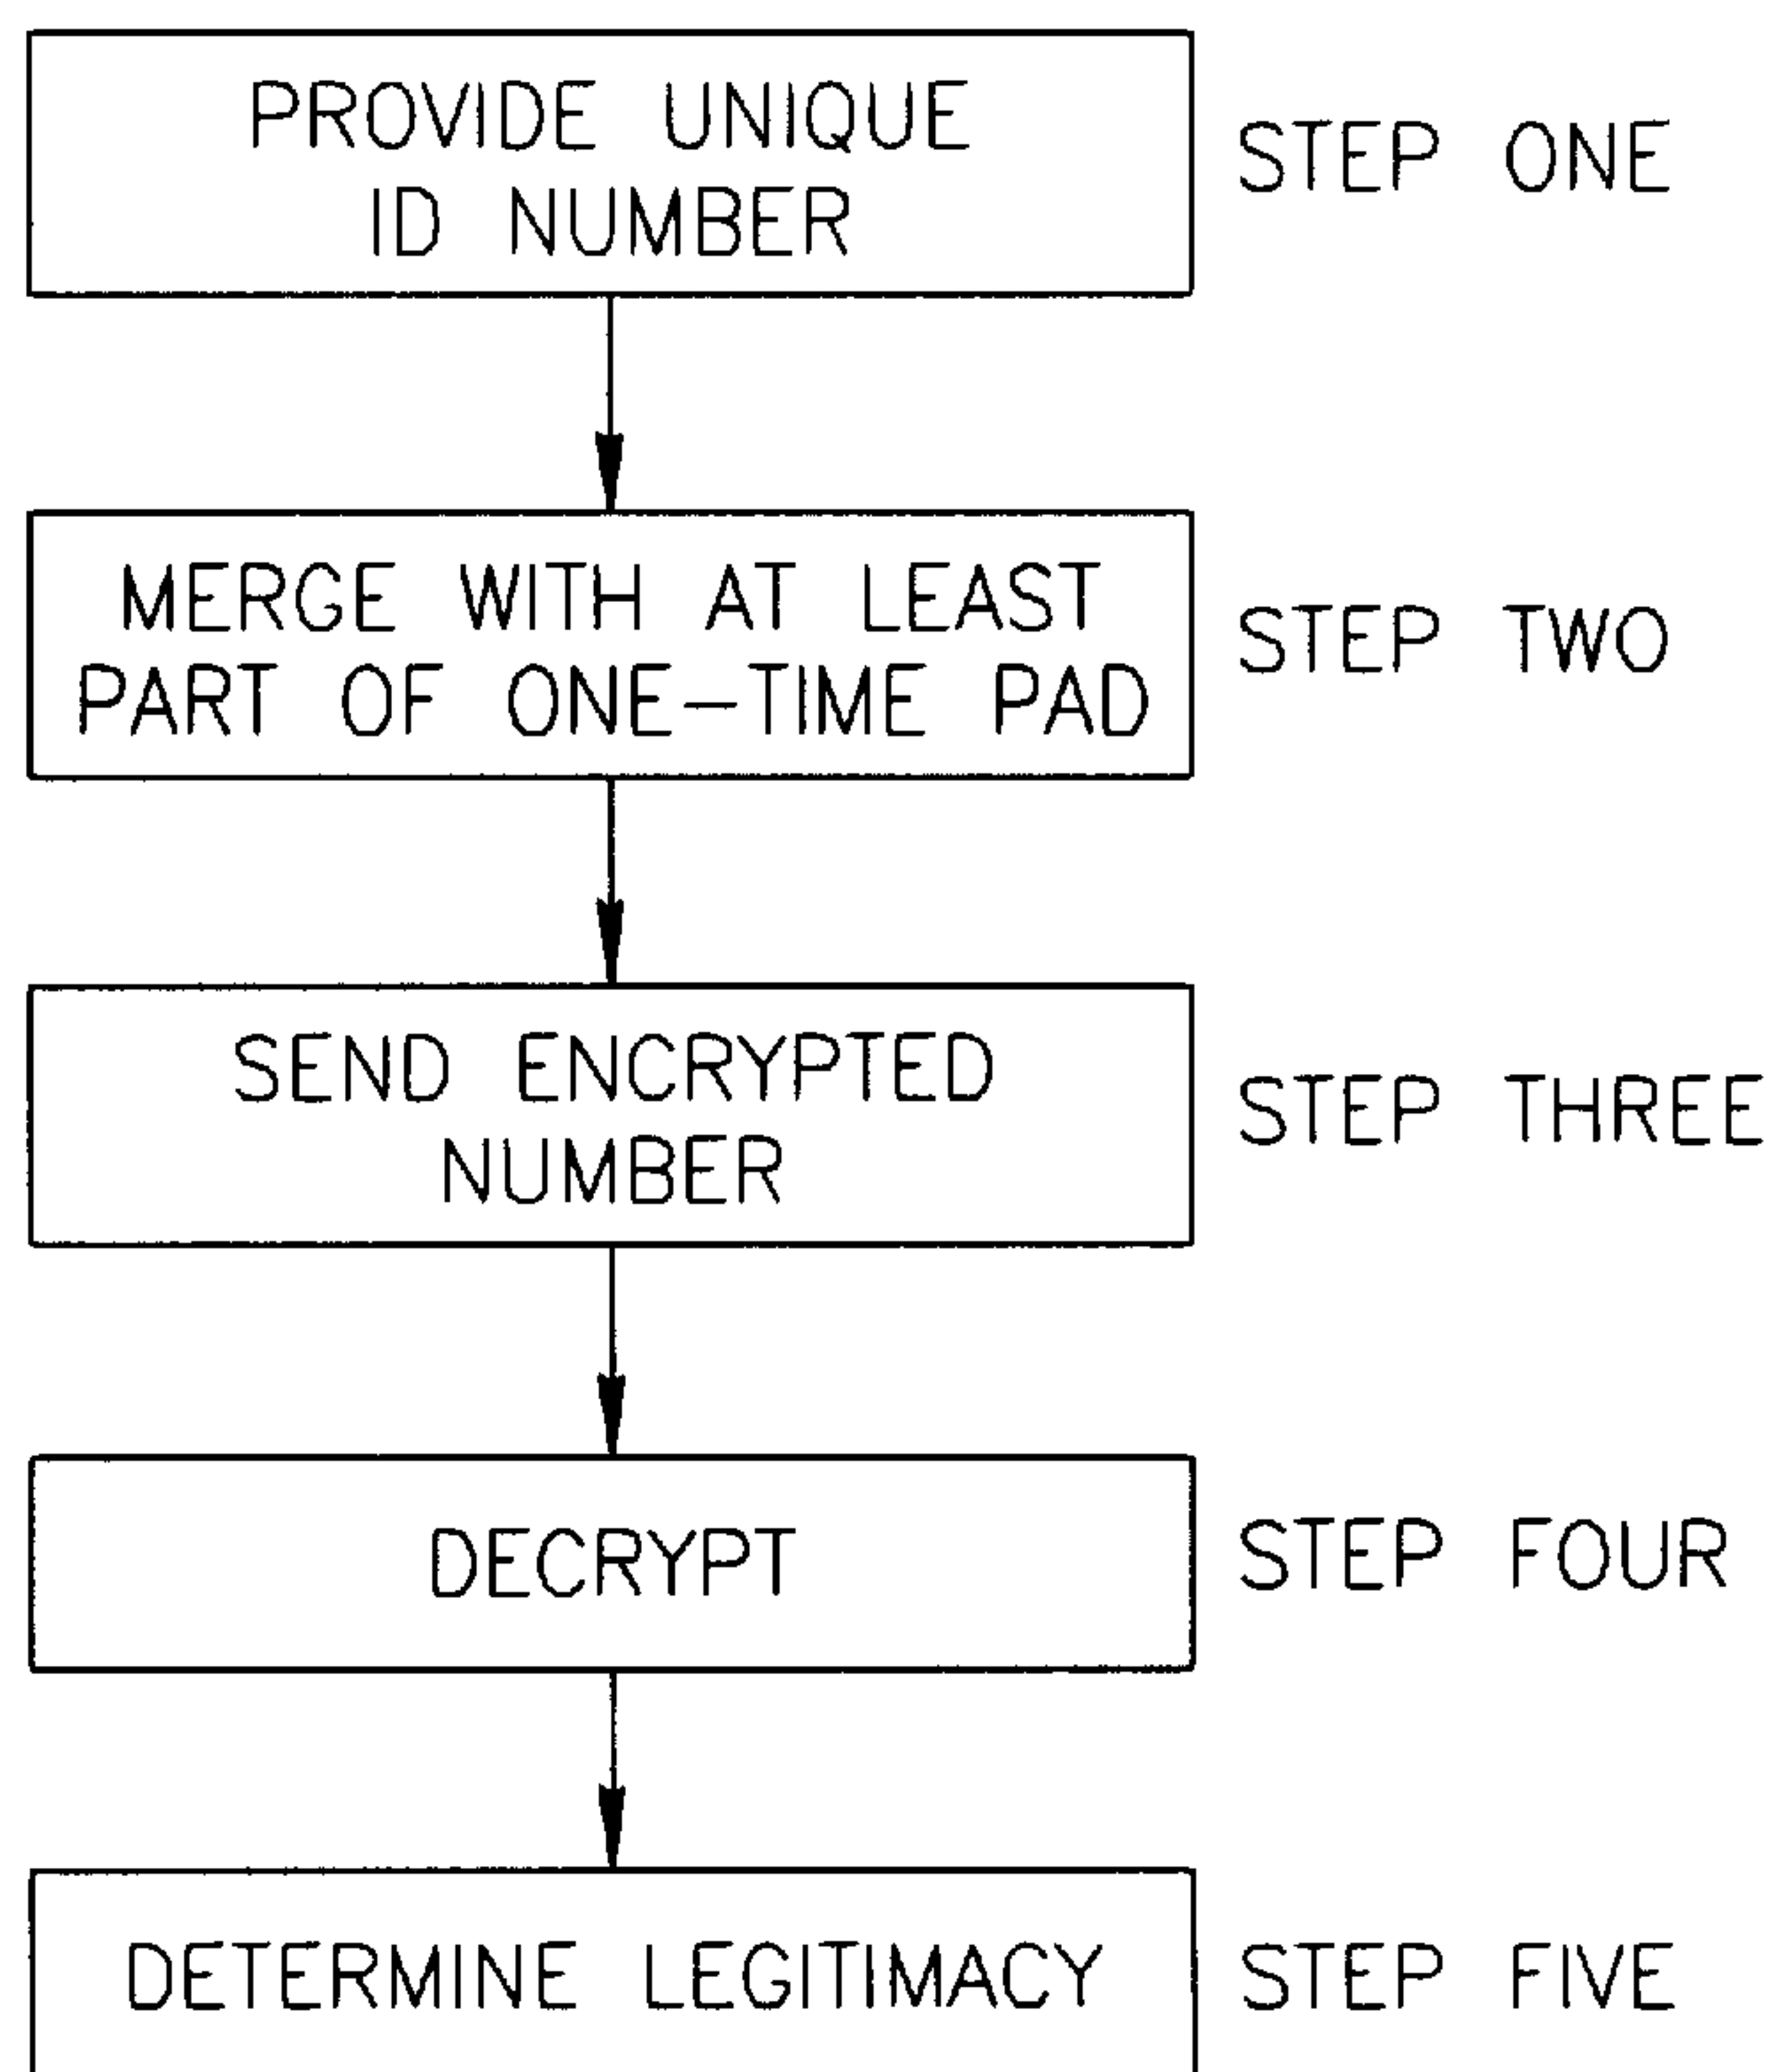 PROVIDE UNIQUE
ID NUMBER
STEP ONE
MERGE WITH AT LEAST
PART OF ONE-TIME PAD
STEP TWO
SEND ENCRYPTED
NUMBER
STEP THREE
DECRYPT
STEP FOUR
DETERMINE LEGITIMACY
STEP FIVE